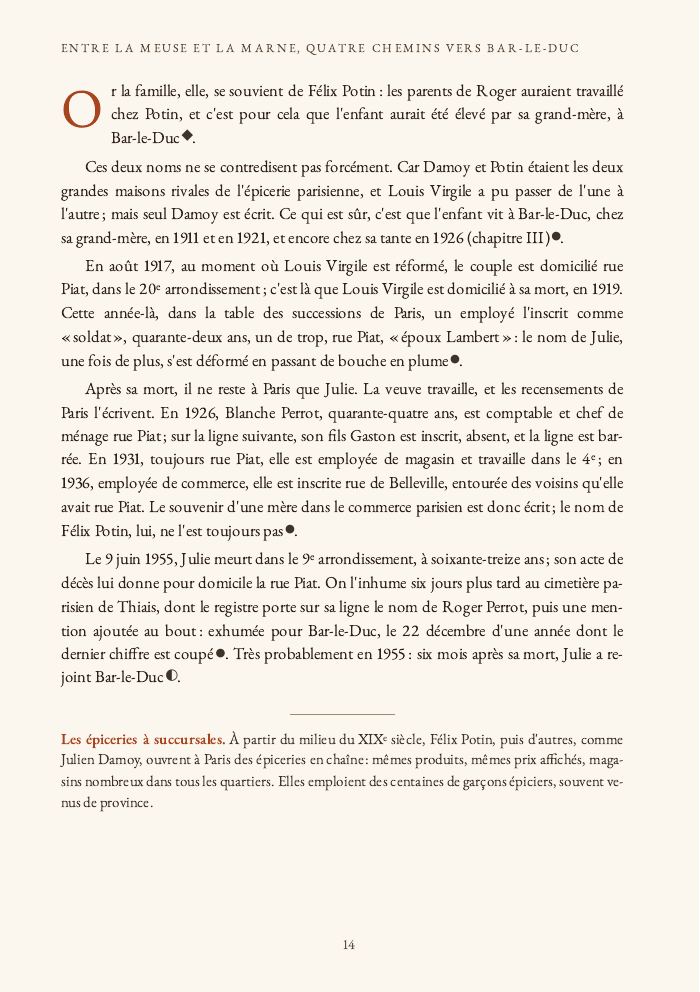 ENTRE LA MEUSE ET LA MARNE, QUATRE CHEMINS VERS BAR-LE-DUC
Or la famille, elle, se souvient de Félix Potin : les parents de Roger auraient travaillé
chez Potin, et c'est pour cela que l'enfant aurait été élevé par sa grand-mère, à
Bar-le-Duc◆.
Ces deux noms ne se contredisent pas forcément. Car Damoy et Potin étaient les deux
grandes maisons rivales de l'épicerie parisienne, et Louis Virgile a pu passer de l'une à
l'autre ; mais seul Damoy est écrit. Ce qui est sûr, c'est que l'enfant vit à Bar-le-Duc, chez
sa grand-mère, en 1911 et en 1921, et encore chez sa tante en 1926 (chapitre III)●.
En août 1917, au moment où Louis Virgile est réformé, le couple est domicilié rue
Piat, dans le 20e arrondissement ; c'est là que Louis Virgile est domicilié à sa mort, en 1919.
Cette année-là, dans la table des successions de Paris, un employé l'inscrit comme
« soldat », quarante-deux ans, un de trop, rue Piat, « époux Lambert » : le nom de Julie,
une fois de plus, s'est déformé en passant de bouche en plume●.
Après sa mort, il ne reste à Paris que Julie. La veuve travaille, et les recensements de
Paris l'écrivent. En 1926, Blanche Perrot, quarante-quatre ans, est comptable et chef de
ménage rue Piat ; sur la ligne suivante, son fils Gaston est inscrit, absent, et la ligne est bar-
rée. En 1931, toujours rue Piat, elle est employée de magasin et travaille dans le 4e ; en
1936, employée de commerce, elle est inscrite rue de Belleville, entourée des voisins qu'elle
avait rue Piat. Le souvenir d'une mère dans le commerce parisien est donc écrit ; le nom de
Félix Potin, lui, ne l'est toujours pas●.
Le 9 juin 1955, Julie meurt dans le 9e arrondissement, à soixante-treize ans ; son acte de
décès lui donne pour domicile la rue Piat. On l'inhume six jours plus tard au cimetière pa-
risien de Thiais, dont le registre porte sur sa ligne le nom de Roger Perrot, puis une men-
tion ajoutée au bout : exhumée pour Bar-le-Duc, le 22 décembre d'une année dont le
dernier chiffre est coupé●. Très probablement en 1955 : six mois après sa mort, Julie a re-
joint Bar-le-Duc◐.
Les épiceries à succursales. À partir du milieu du XIXe siècle, Félix Potin, puis d'autres, comme
Julien Damoy, ouvrent à Paris des épiceries en chaîne : mêmes produits, mêmes prix affichés, maga-
sins nombreux dans tous les quartiers. Elles emploient des centaines de garçons épiciers, souvent ve-
nus de province.
14